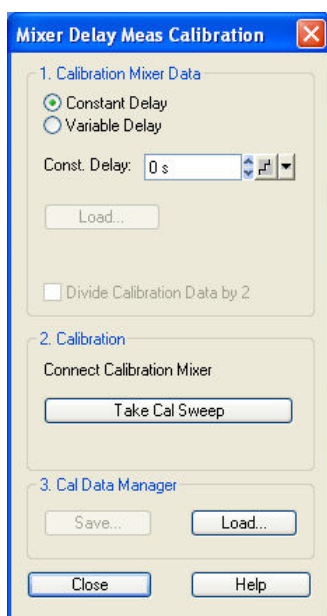 Mixer Delay Meas Calibration
1. Calibration Mixer Data
Constant Delay
Variable Delay
Const. Delay: 0 s
Load...
Divide Calibration Data by 2
2. Calibration
Connect Calibration Mixer
Take Cal Sweep
3. Cal Data Manager
Save... Load...
Close Help